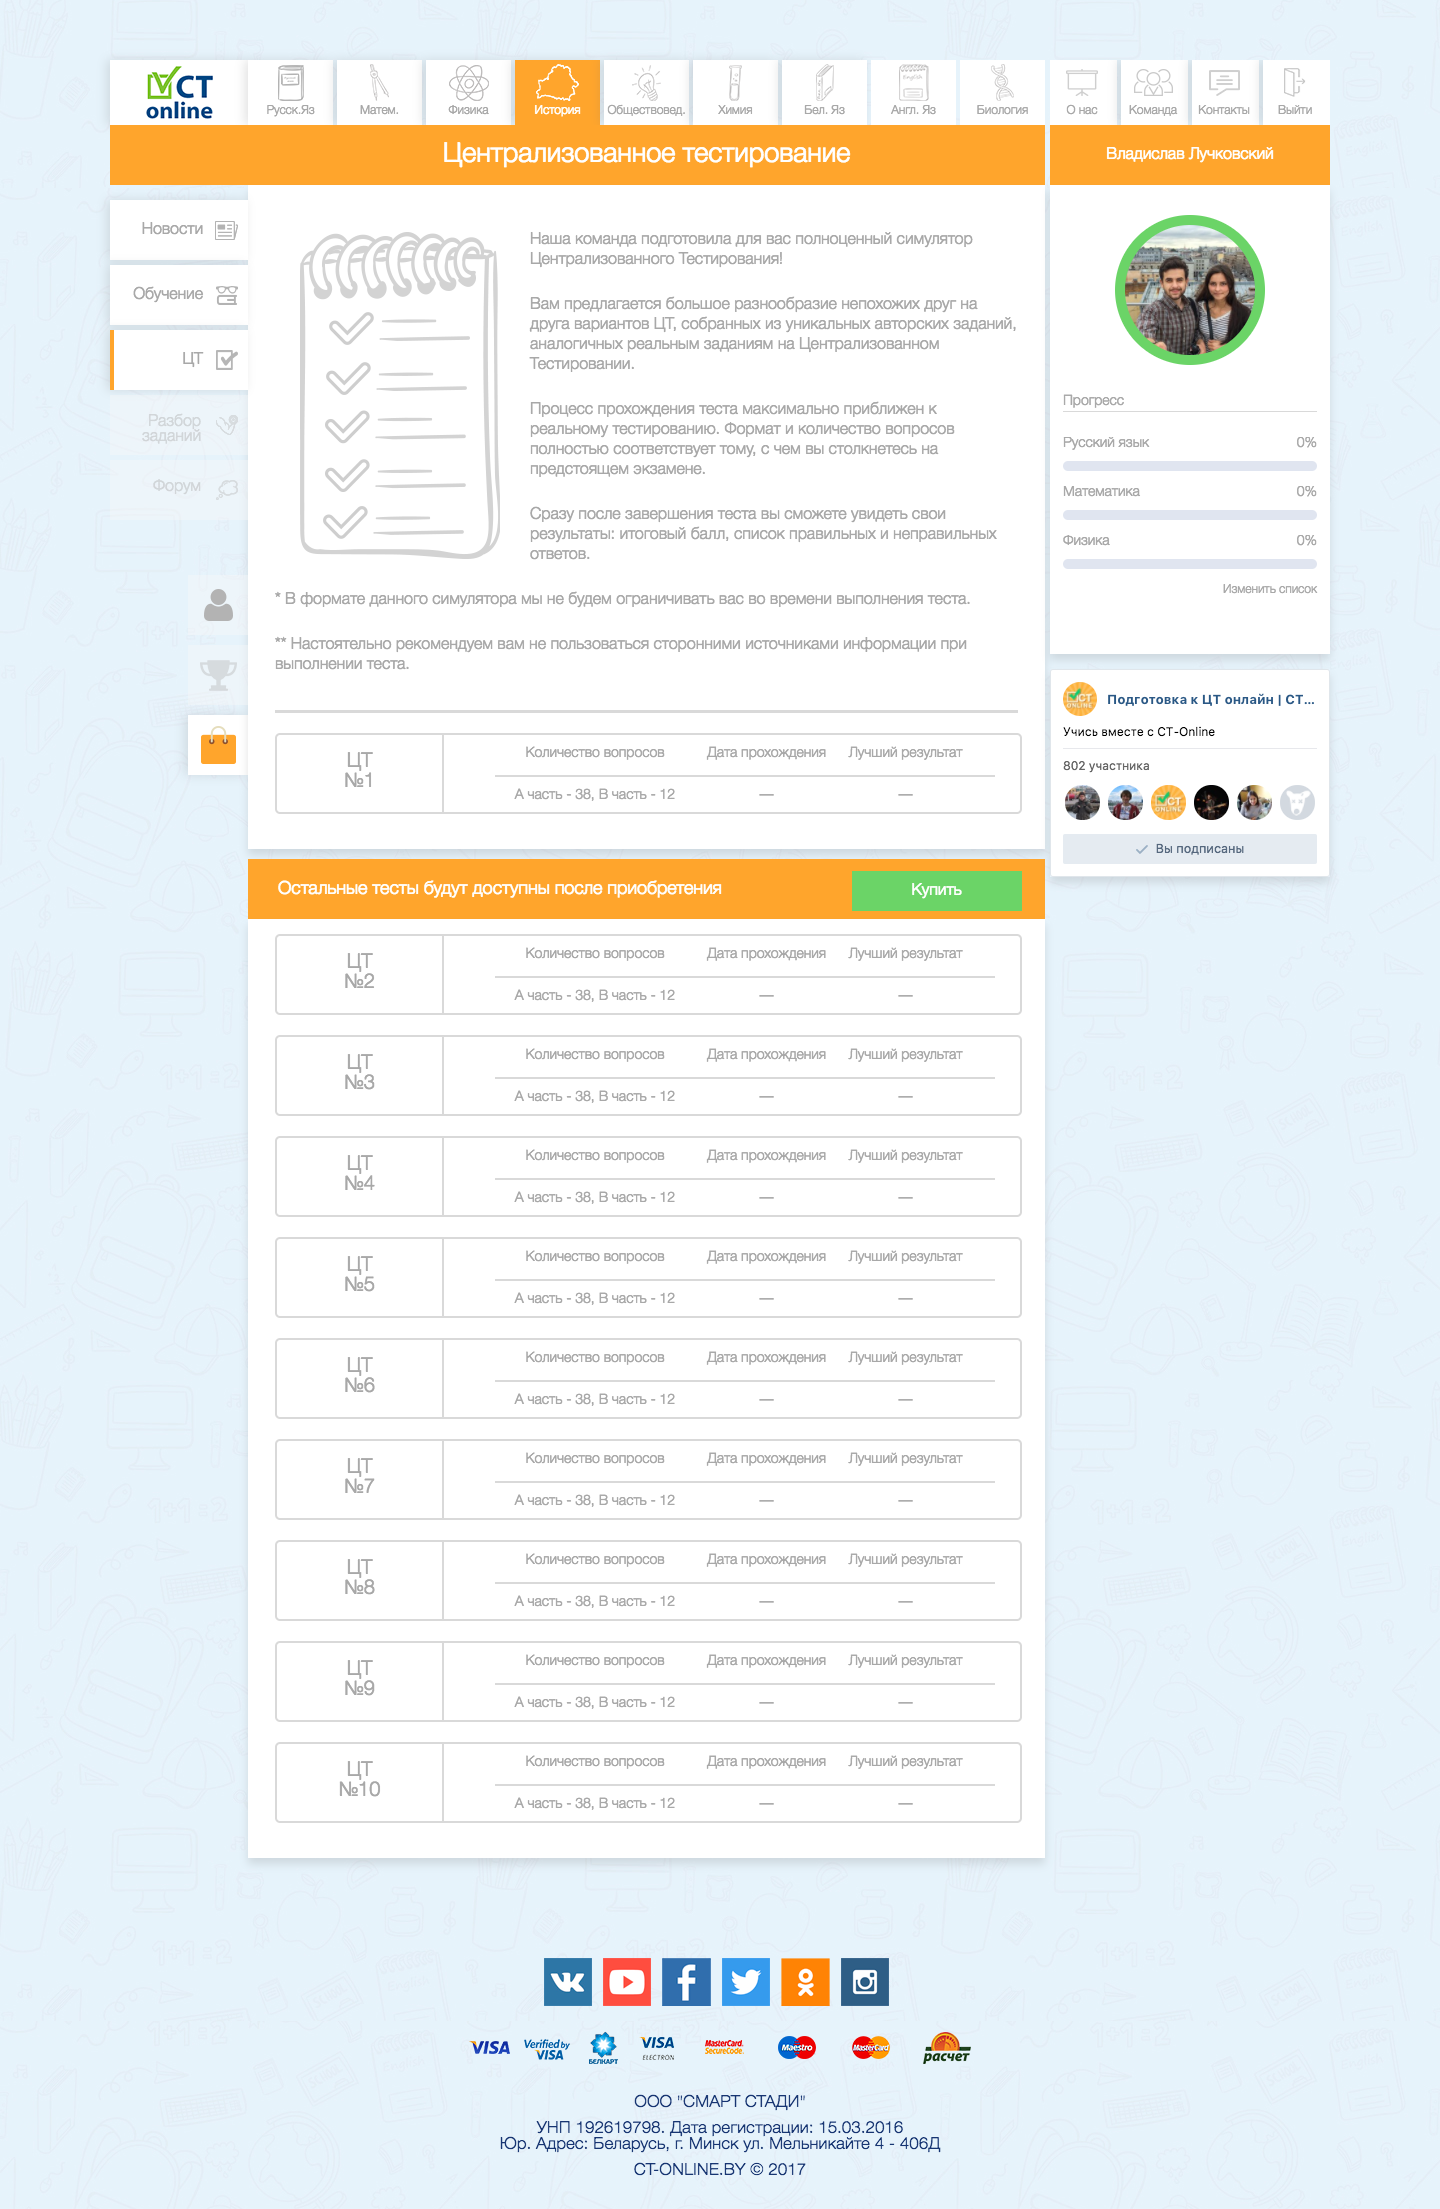 СТ
online
Русск.Яз
Матем.
Физика
История
Обществовед.
Химия
Бел. Яз
English
Англ. Яз
Биология
О нас
Команда
Контакты
Выйти
Централизованное тестирование
Владислав Лучковский
Новости
Обучение
ЦТ
Разбор
заданий
Форум
Наша команда подготовила для вас полноценный симулятор
Централизованного Тестирования!
Вам предлагается большое разнообразие непохожих друг на
друга вариантов ЦТ, собранных из уникальных авторских заданий,
аналогичных реальным заданиям на Централизованном
Тестировании.
Процесс прохождения теста максимально приближен к
реальному тестированию. Формат и количество вопросов
полностью соответствует тому, с чем вы столкнетесь на
предстоящем экзамене.
Сразу после завершения теста вы сможете увидеть свои
результаты: итоговый балл, список правильных и неправильных
ответов.
* В формате данного симулятора мы не будем ограничивать вас во времени выполнения теста.
** Настоятельно рекомендуем вам не пользоваться сторонними источниками информации при
выполнении теста.
Прогресс
Русский язык 0%
Математика 0%
Физика 0%
Изменить список
Подготовка к ЦТ онлайн | CT...
Учись вместе с CT-Online
802 участника
Вы подписаны
ЦТ
№1
Количество вопросов Дата прохождения Лучший результат
А часть - 38, В часть - 12 — —
Остальные тесты будут доступны после приобретения
Купить
ЦТ
№2
Количество вопросов Дата прохождения Лучший результат
А часть - 38, В часть - 12 — —
ЦТ
№3
Количество вопросов Дата прохождения Лучший результат
А часть - 38, В часть - 12 — —
ЦТ
№4
Количество вопросов Дата прохождения Лучший результат
А часть - 38, В часть - 12 — —
ЦТ
№5
Количество вопросов Дата прохождения Лучший результат
А часть - 38, В часть - 12 — —
ЦТ
№6
Количество вопросов Дата прохождения Лучший результат
А часть - 38, В часть - 12 — —
ЦТ
№7
Количество вопросов Дата прохождения Лучший результат
А часть - 38, В часть - 12 — —
ЦТ
№8
Количество вопросов Дата прохождения Лучший результат
А часть - 38, В часть - 12 — —
ЦТ
№9
Количество вопросов Дата прохождения Лучший результат
А часть - 38, В часть - 12 — —
ЦТ
№10
Количество вопросов Дата прохождения Лучший результат
А часть - 38, В часть - 12 — —
VISA
Verified by
VISA
БЕЛКАРТ
VISA
ELECTRON
MasterCard.
SecureCode.
Maestro
MasterCard
расчет
ООО "СМАРТ СТАДИ"
УНП 192619798. Дата регистрации: 15.03.2016
Юр. Адрес: Беларусь, г. Минск ул. Мельникайте 4 - 406Д
CT-ONLINE.BY © 2017